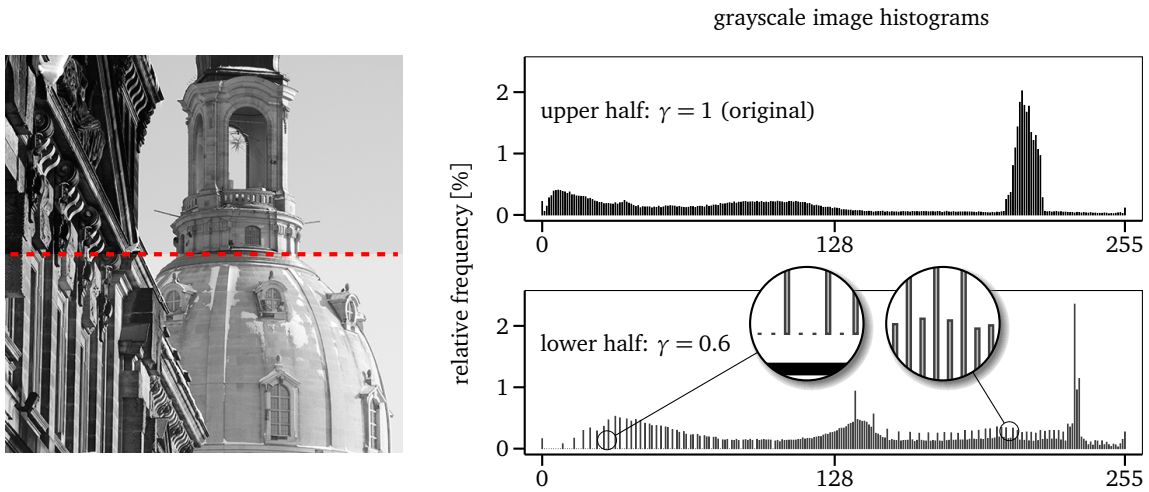 grayscale image histograms
relative frequency [%]
2
1
0
upper half: γ = 1 (original)
0 128 255
2
1
0
lower half: γ = 0.6
0 128 255